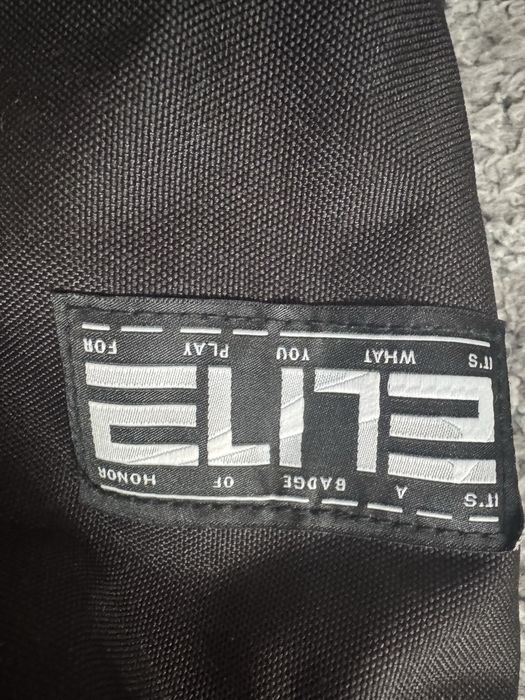 IT'S A BADGE OF HONOR
ELITE
IT'S WHAT YOU PLAY FOR